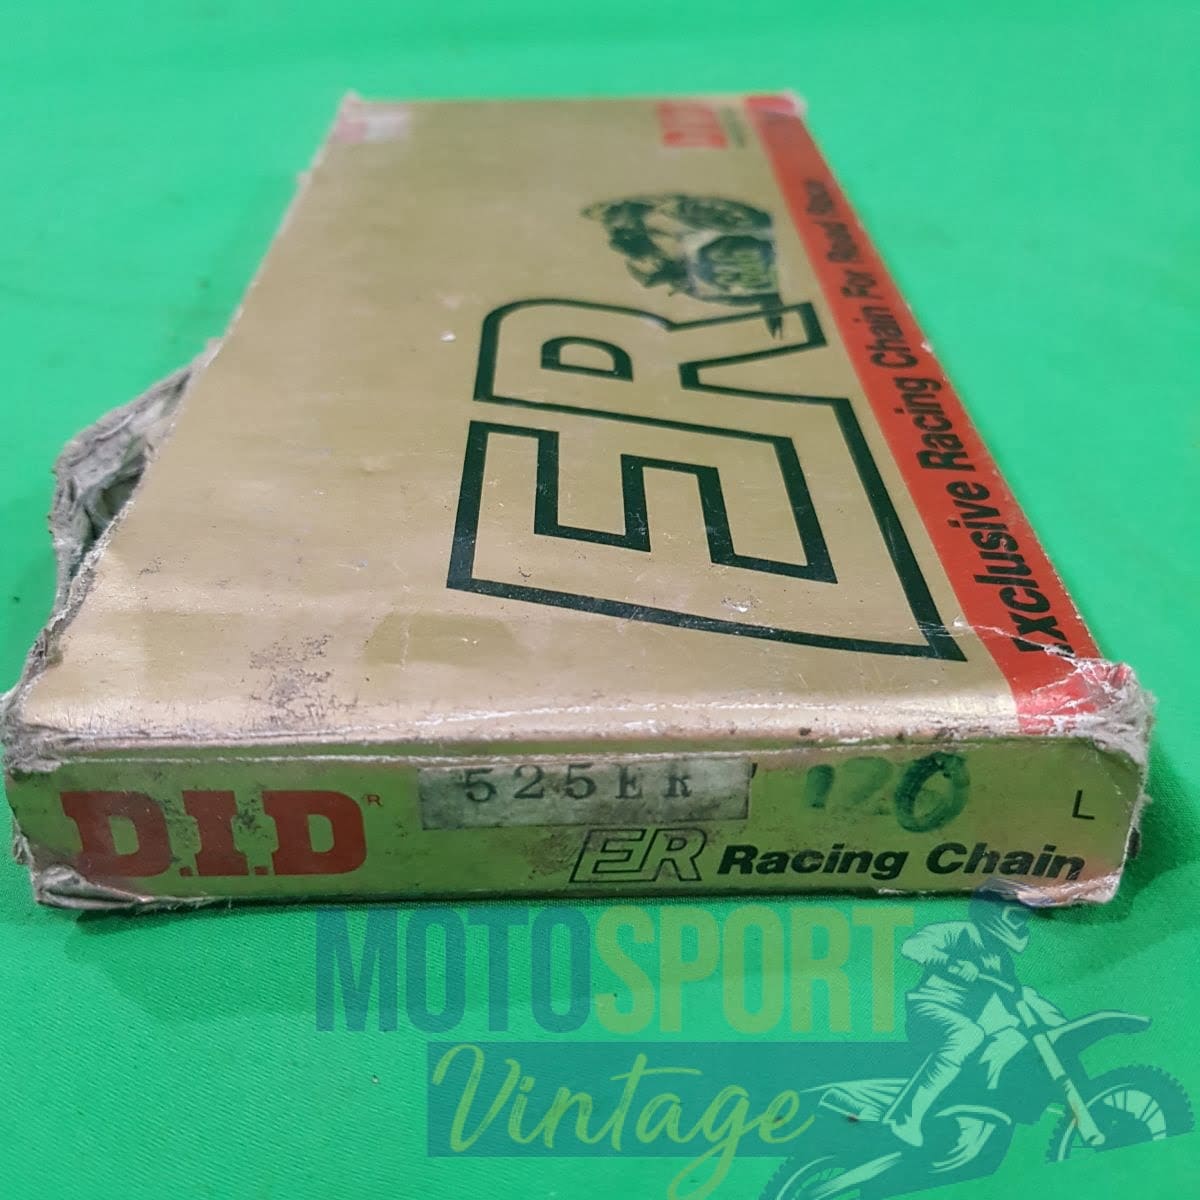 D.I.D
Exclusive Racing Chain For Road Race
ER
D.I.D®
525ER
120
L
ER Racing Chain
MOTOSPORT
Vintage